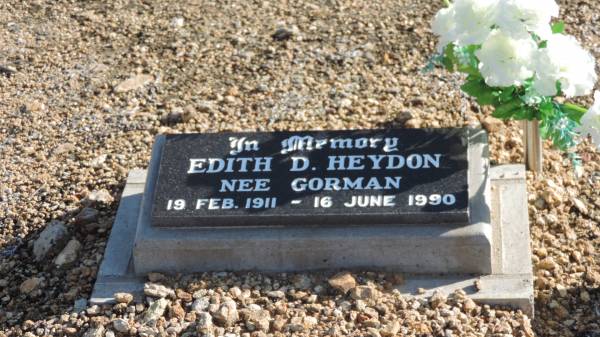 In Memory
EDITH D. HEYDON
NEE GORMAN
19 FEB. 1911 - 16 JUNE 1990